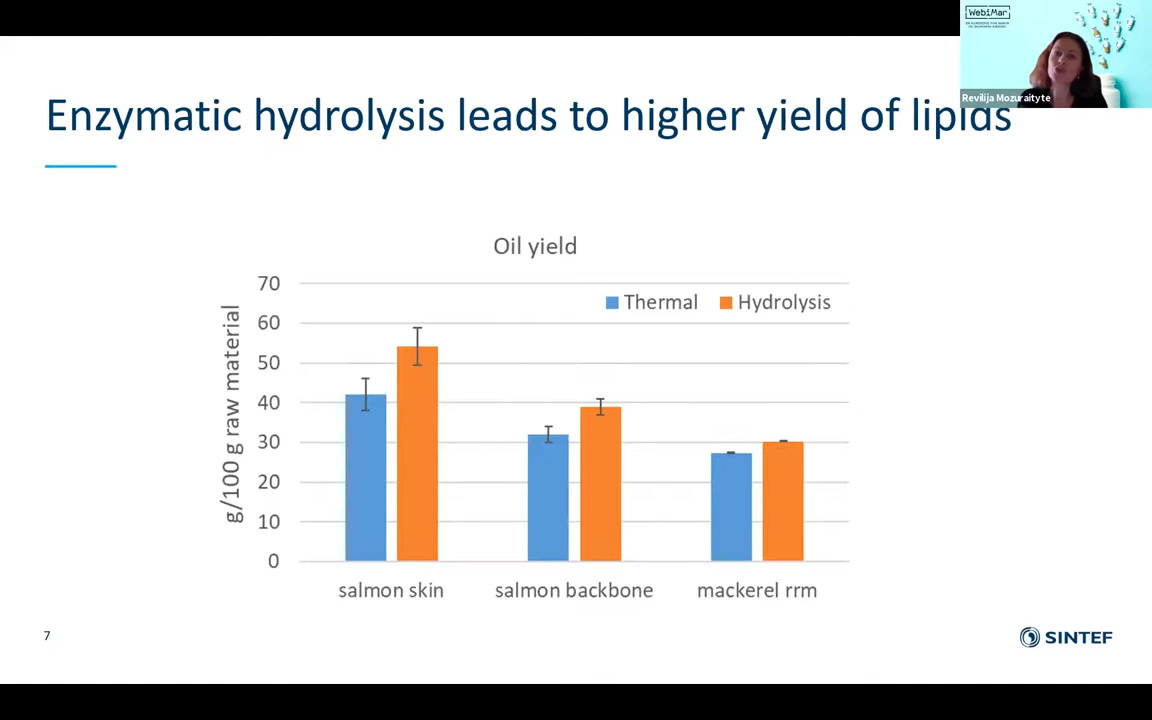 WebiMar
Revilija Mozuraityte
Enzymatic hydrolysis leads to higher yield of lipids
Oil yield
Thermal
Hydrolysis
g/100 g raw material
70
60
50
40
30
20
10
0
salmon skin
salmon backbone
mackerel rrm
7
SINTEF